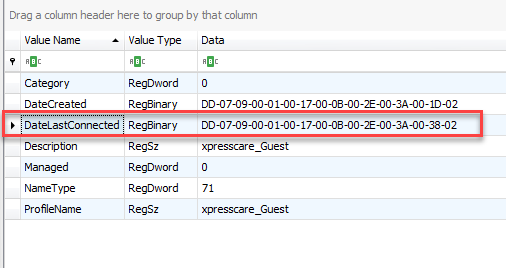 Drag a column header here to group by that column
Value Name Value Type Data
ABC ABC ABC
Category RegDword 0
DateCreated RegBinary DD-07-09-00-01-00-17-00-0B-00-2E-00-3A-00-1D-02
DateLastConnected RegBinary DD-07-09-00-01-00-17-00-0B-00-2E-00-3A-00-38-02
Description RegSz xpresscare_Guest
Managed RegDword 0
NameType RegDword 71
ProfileName RegSz xpresscare_Guest